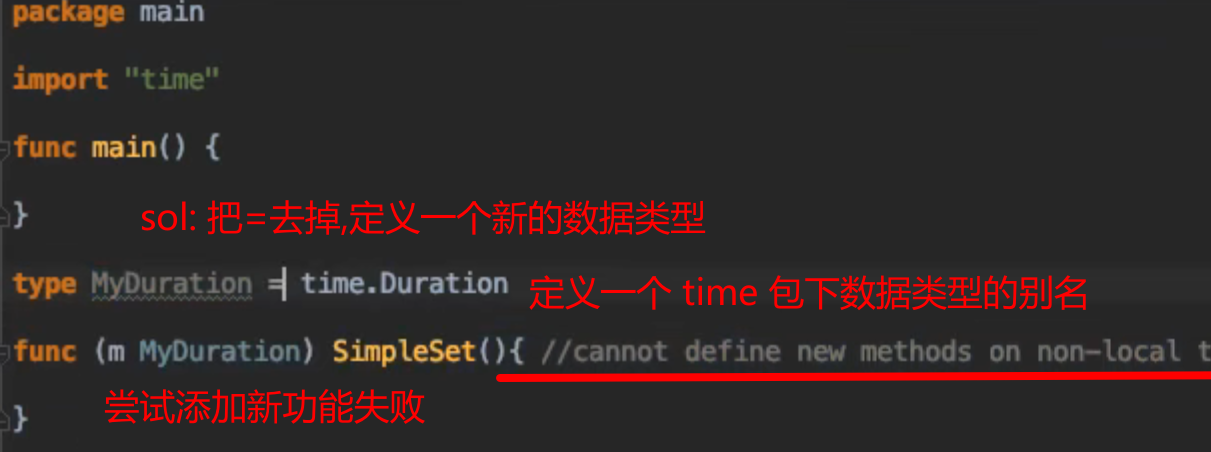 package main
import "time"
func main() {
}
sol: 把=去掉,定义一个新的数据类型
type MyDuration = time.Duration
定义一个 time 包下数据类型的别名
func (m MyDuration) SimpleSet(){ //cannot define new methods on non-local
尝试添加新功能失败
}